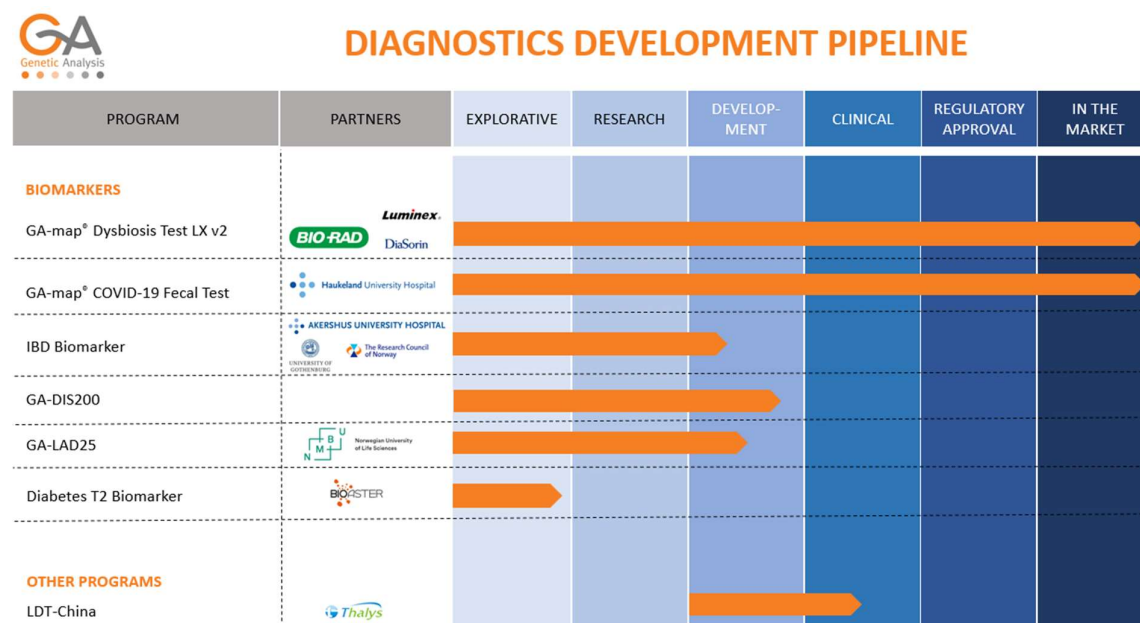 GA
Genetic Analysis
DIAGNOSTICS DEVELOPMENT PIPELINE
PROGRAM
PARTNERS
EXPLORATIVE
RESEARCH
DEVELOP-
MENT
CLINICAL
REGULATORY
APPROVAL
IN THE
MARKET
BIOMARKERS
GA-map® Dysbiosis Test LX v2
Luminex.
BIO-RAD
DiaSorin
GA-map® COVID-19 Fecal Test
Haukeland University Hospital
IBD Biomarker
AKERSHUS UNIVERSITY HOSPITAL
UNIVERSITY OF
GOTHENBURG
The Research Council
of Norway
GA-DIS200
GA-LAD25
N M B U
Norwegian University
of Life Sciences
Diabetes T2 Biomarker
BIOASTER
OTHER PROGRAMS
LDT-China
Thalys